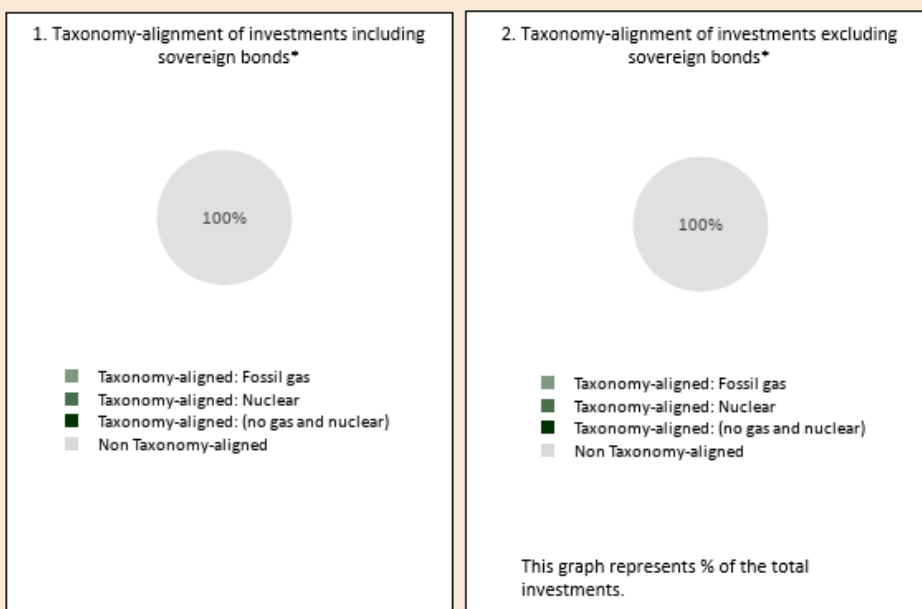 1. Taxonomy-alignment of investments including
sovereign bonds*
100%
Taxonomy-aligned: Fossil gas
Taxonomy-aligned: Nuclear
Taxonomy-aligned: (no gas and nuclear)
Non Taxonomy-aligned
2. Taxonomy-alignment of investments excluding
sovereign bonds*
100%
Taxonomy-aligned: Fossil gas
Taxonomy-aligned: Nuclear
Taxonomy-aligned: (no gas and nuclear)
Non Taxonomy-aligned
This graph represents % of the total
investments.